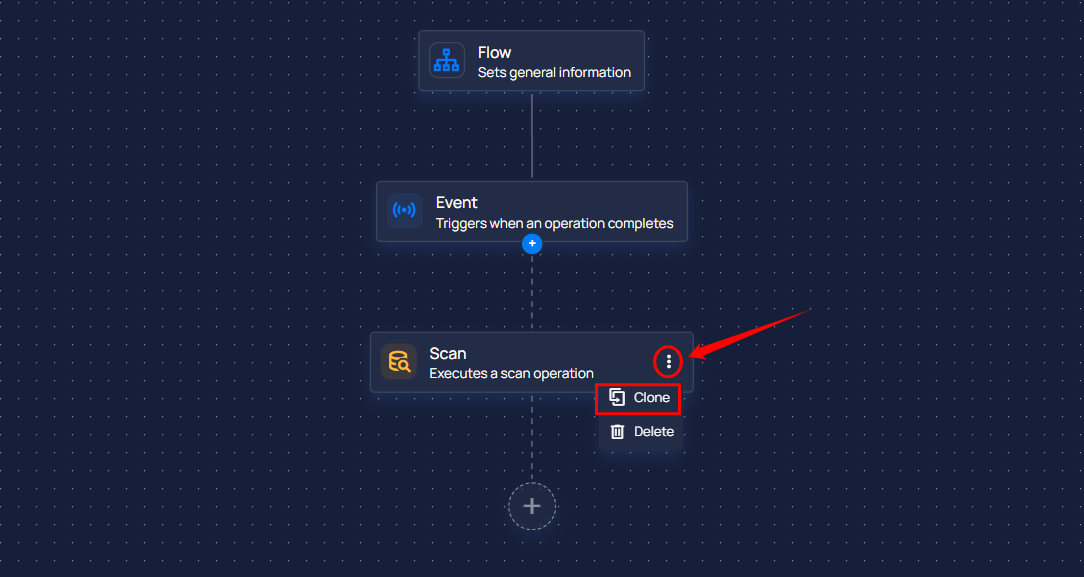 Flow
Sets general information
Event
Triggers when an operation completes
Scan
Executes a scan operation
Clone
Delete